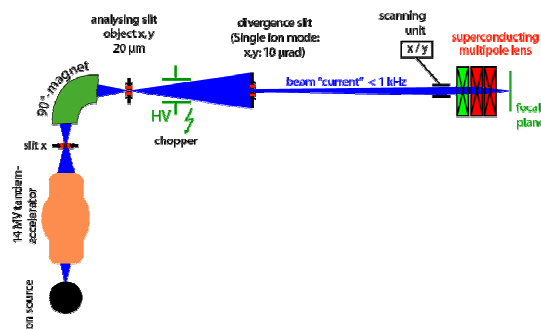 analysing slit
object x, y
20 µm
divergence slit
(Single ion mode:
x,y: 10 µrad)
scanning
unit
x / y
superconducting
multipole lens
90°-magnet
beam "current" < 1 kHz
HV
chopper
focal
plane
slit x
14 MV tandem-
accelerator
on source